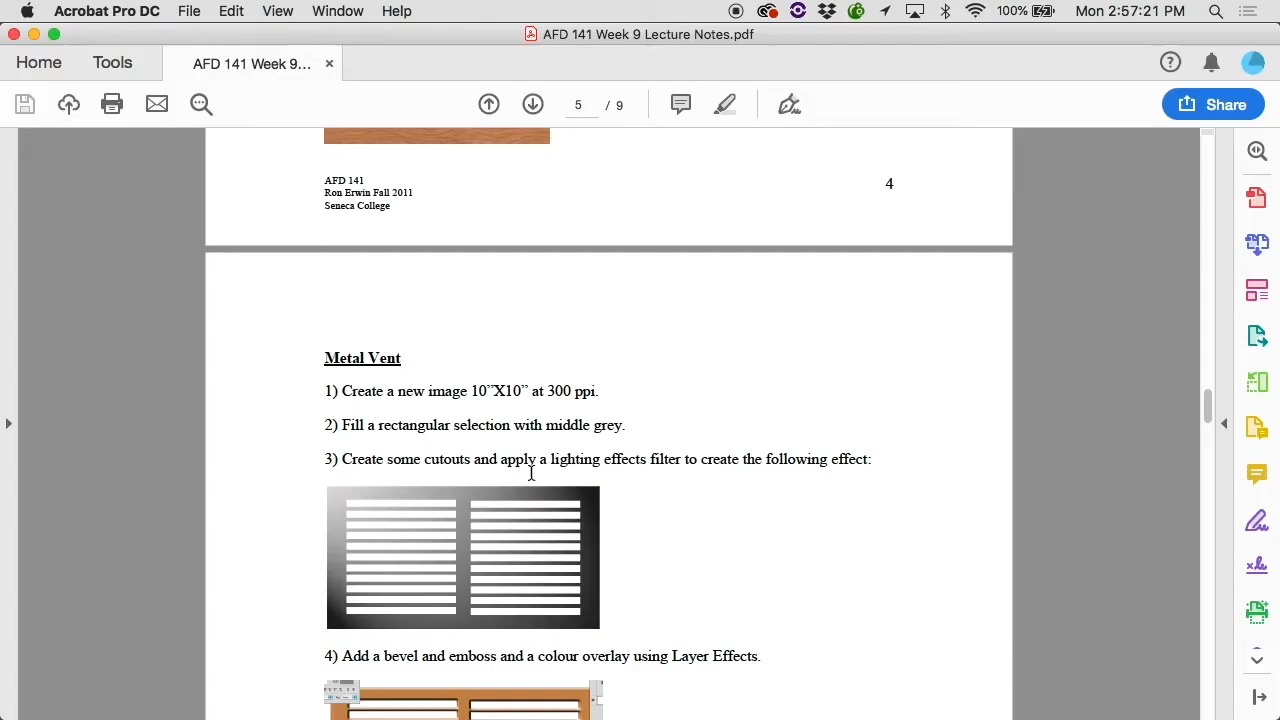 Acrobat Pro DC File Edit View Window Help 100% Mon 2:57:21 PM
AFD 141 Week 9 Lecture Notes.pdf
Home Tools AFD 141 Week 9... ×
5 / 9 Share
AFD 141
Ron Erwin Fall 2011
Seneca College
4
Metal Vent
1) Create a new image 10”X10” at 300 ppi.
2) Fill a rectangular selection with middle grey.
3) Create some cutouts and apply a lighting effects filter to create the following effect:
4) Add a bevel and emboss and a colour overlay using Layer Effects.